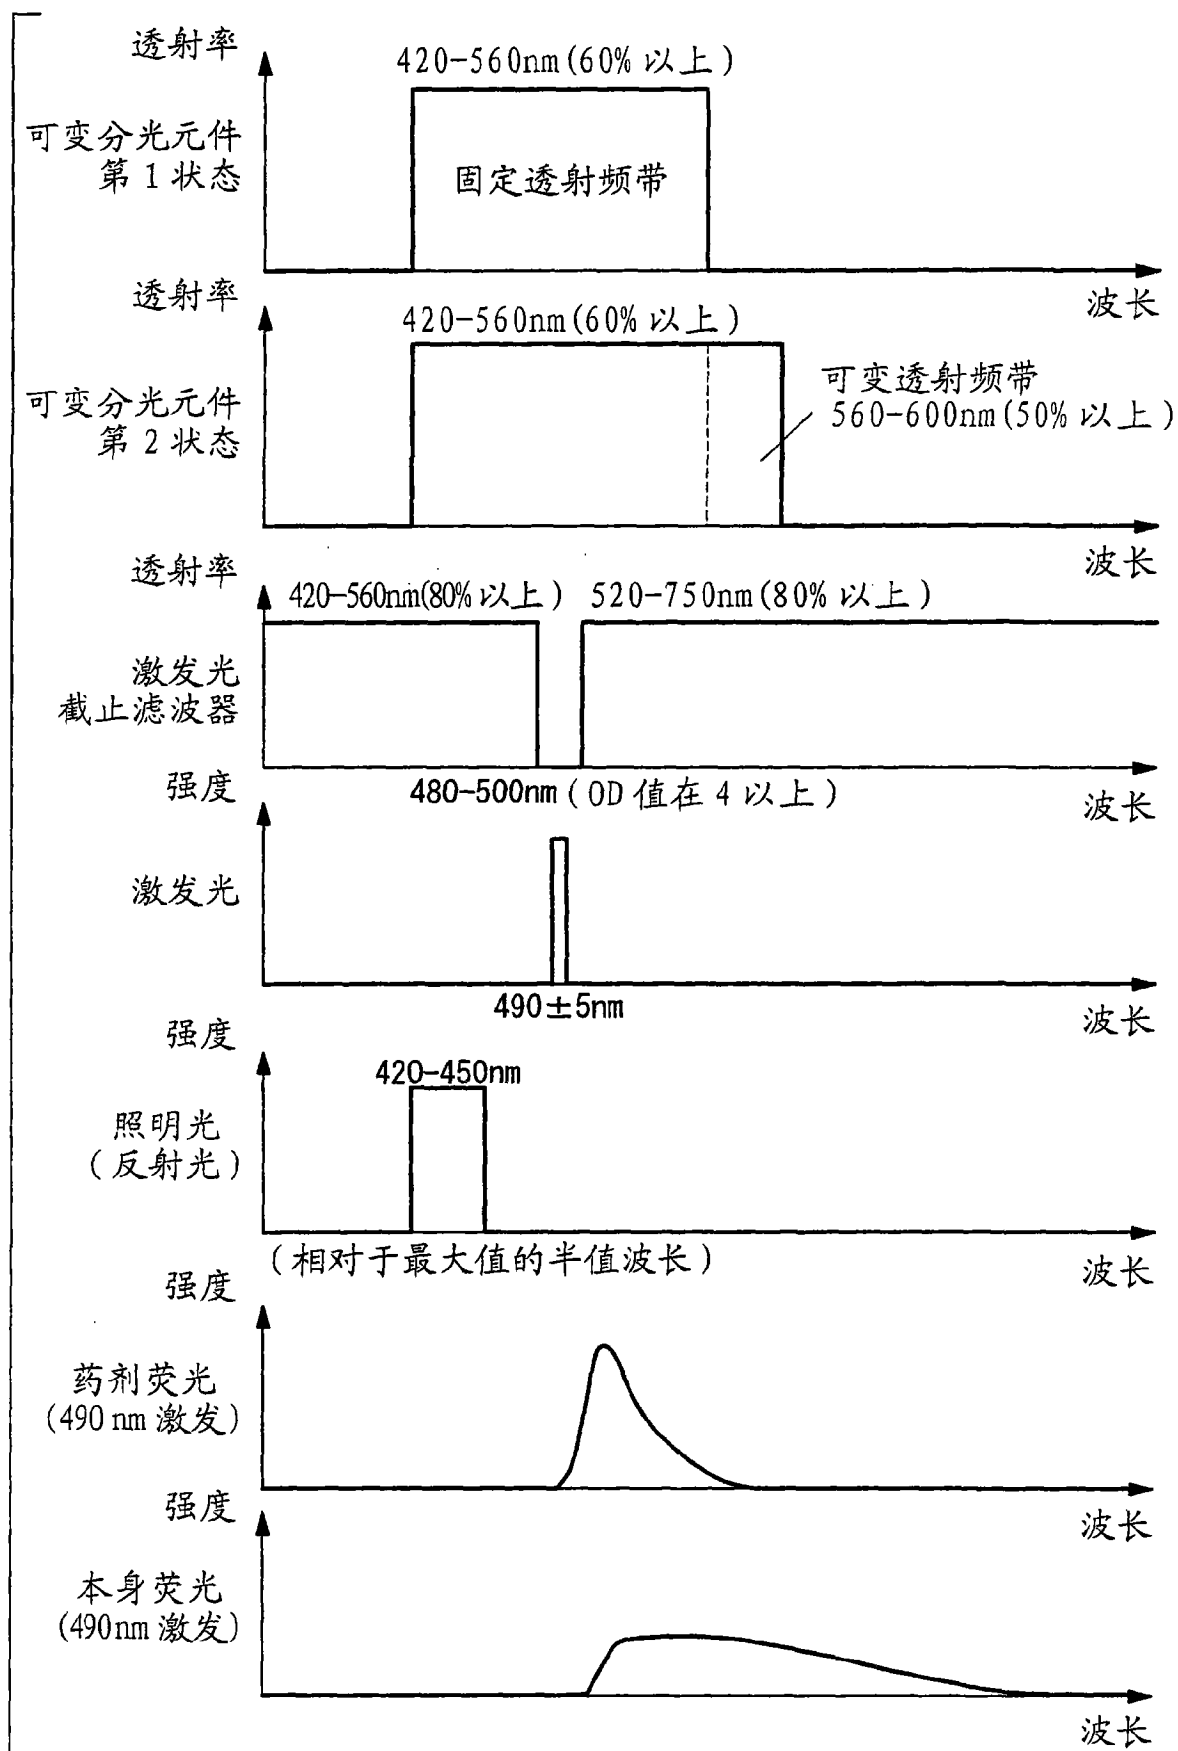 透射率
420-560nm(60% 以上)
可变分光元件
第 1 状态
固定透射频带
波长
透射率
420-560nm(60% 以上)
可变分光元件
第 2 状态
可变透射频带
560-600nm(50% 以上)
波长
透射率
420-560nm(80% 以上) 520-750nm(80% 以上)
激发光
截止滤波器
480-500nm(OD 值在 4 以上)
波长
强度
激发光
490±5nm
波长
强度
420-450nm
照明光
(反射光)
(相对于最大值的半值波长)
波长
强度
药剂荧光
(490 nm 激发)
波长
强度
本身荧光
(490nm 激发)
波长